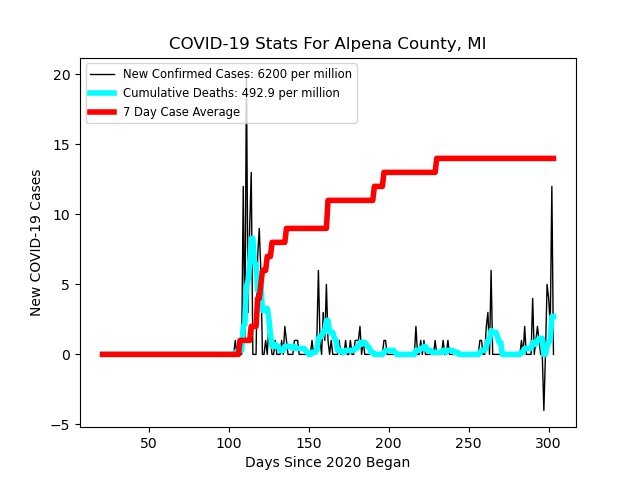 COVID-19 Stats For Alpena County, MI
New Confirmed Cases: 6200 per million
Cumulative Deaths: 492.9 per million
7 Day Case Average
New COVID-19 Cases
20
15
10
5
0
−5
50 100 150 200 250 300
Days Since 2020 Began